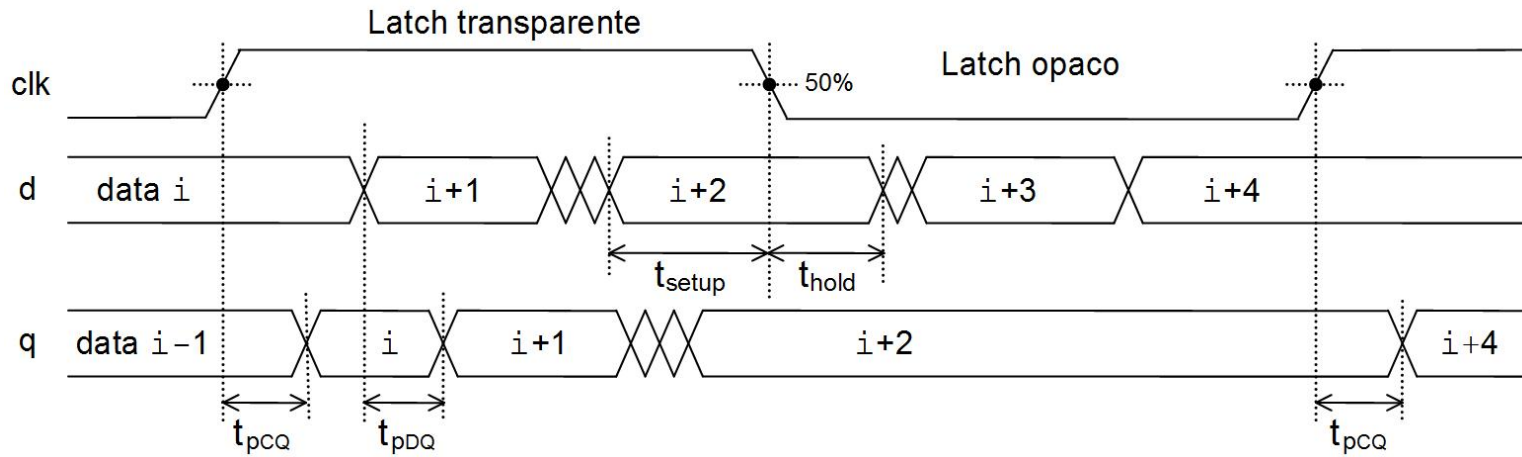 Latch transparente
clk 50% Latch opaco
d data i i+1 i+2 i+3 i+4
tsetup thold
q data i-1 i i+1 i+2 i+4
tpCQ tpDQ tpCQ